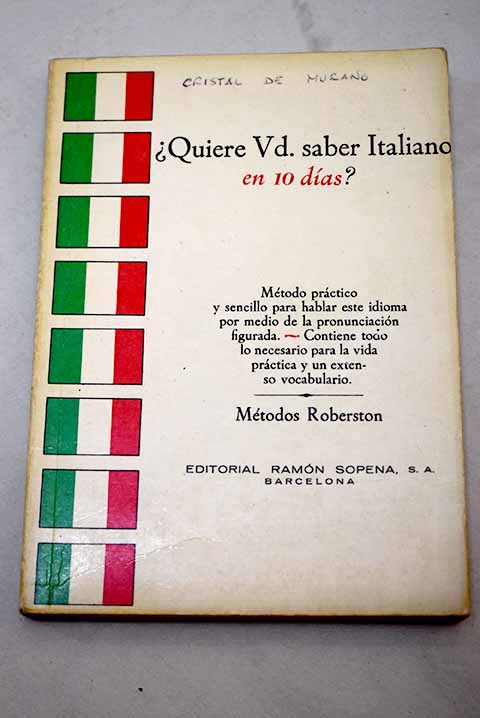 CRISTAL DE MURANO
¿Quiere Vd. saber Italiano
en 10 días?
Método práctico
y sencillo para hablar este idioma
por medio de la pronunciación
figurada. — Contiene todo
lo necesario para la vida
práctica y un exten-
so vocabulario.
Métodos Roberston
EDITORIAL RAMÓN SOPENA, S. A.
BARCELONA